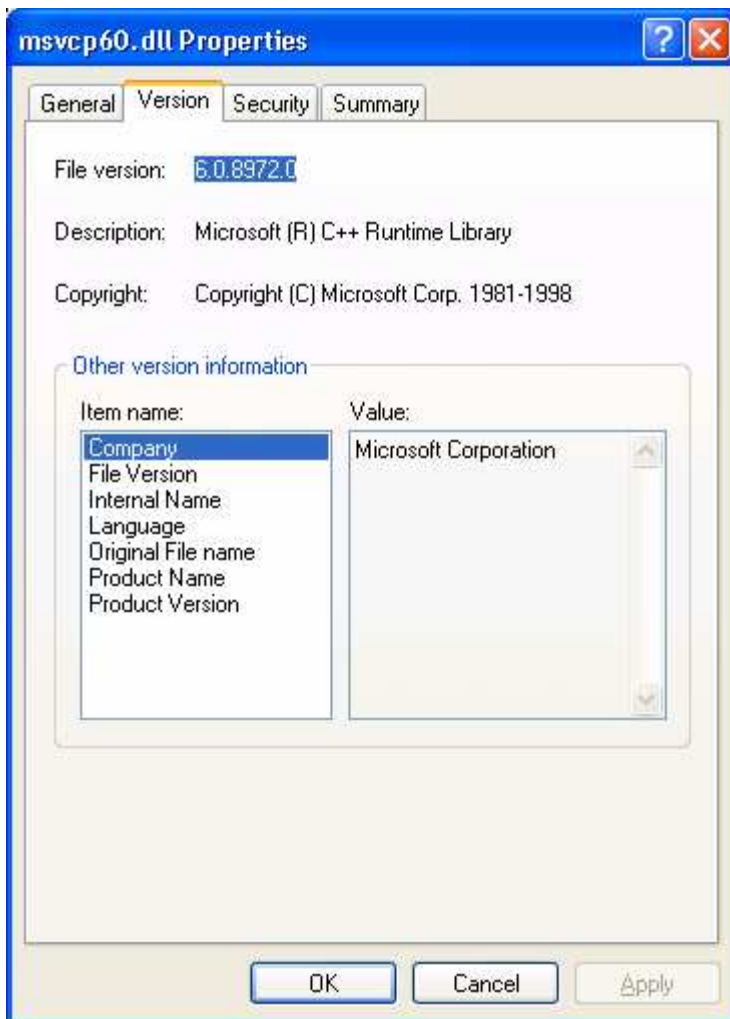 msvcp60.dll Properties
General Version Security Summary
File version: 6.0.8972.0
Description: Microsoft (R) C++ Runtime Library
Copyright: Copyright (C) Microsoft Corp. 1981-1998
Other version information
Item name: Value:
Company Microsoft Corporation
File Version
Internal Name
Language
Original File name
Product Name
Product Version
OK Cancel Apply